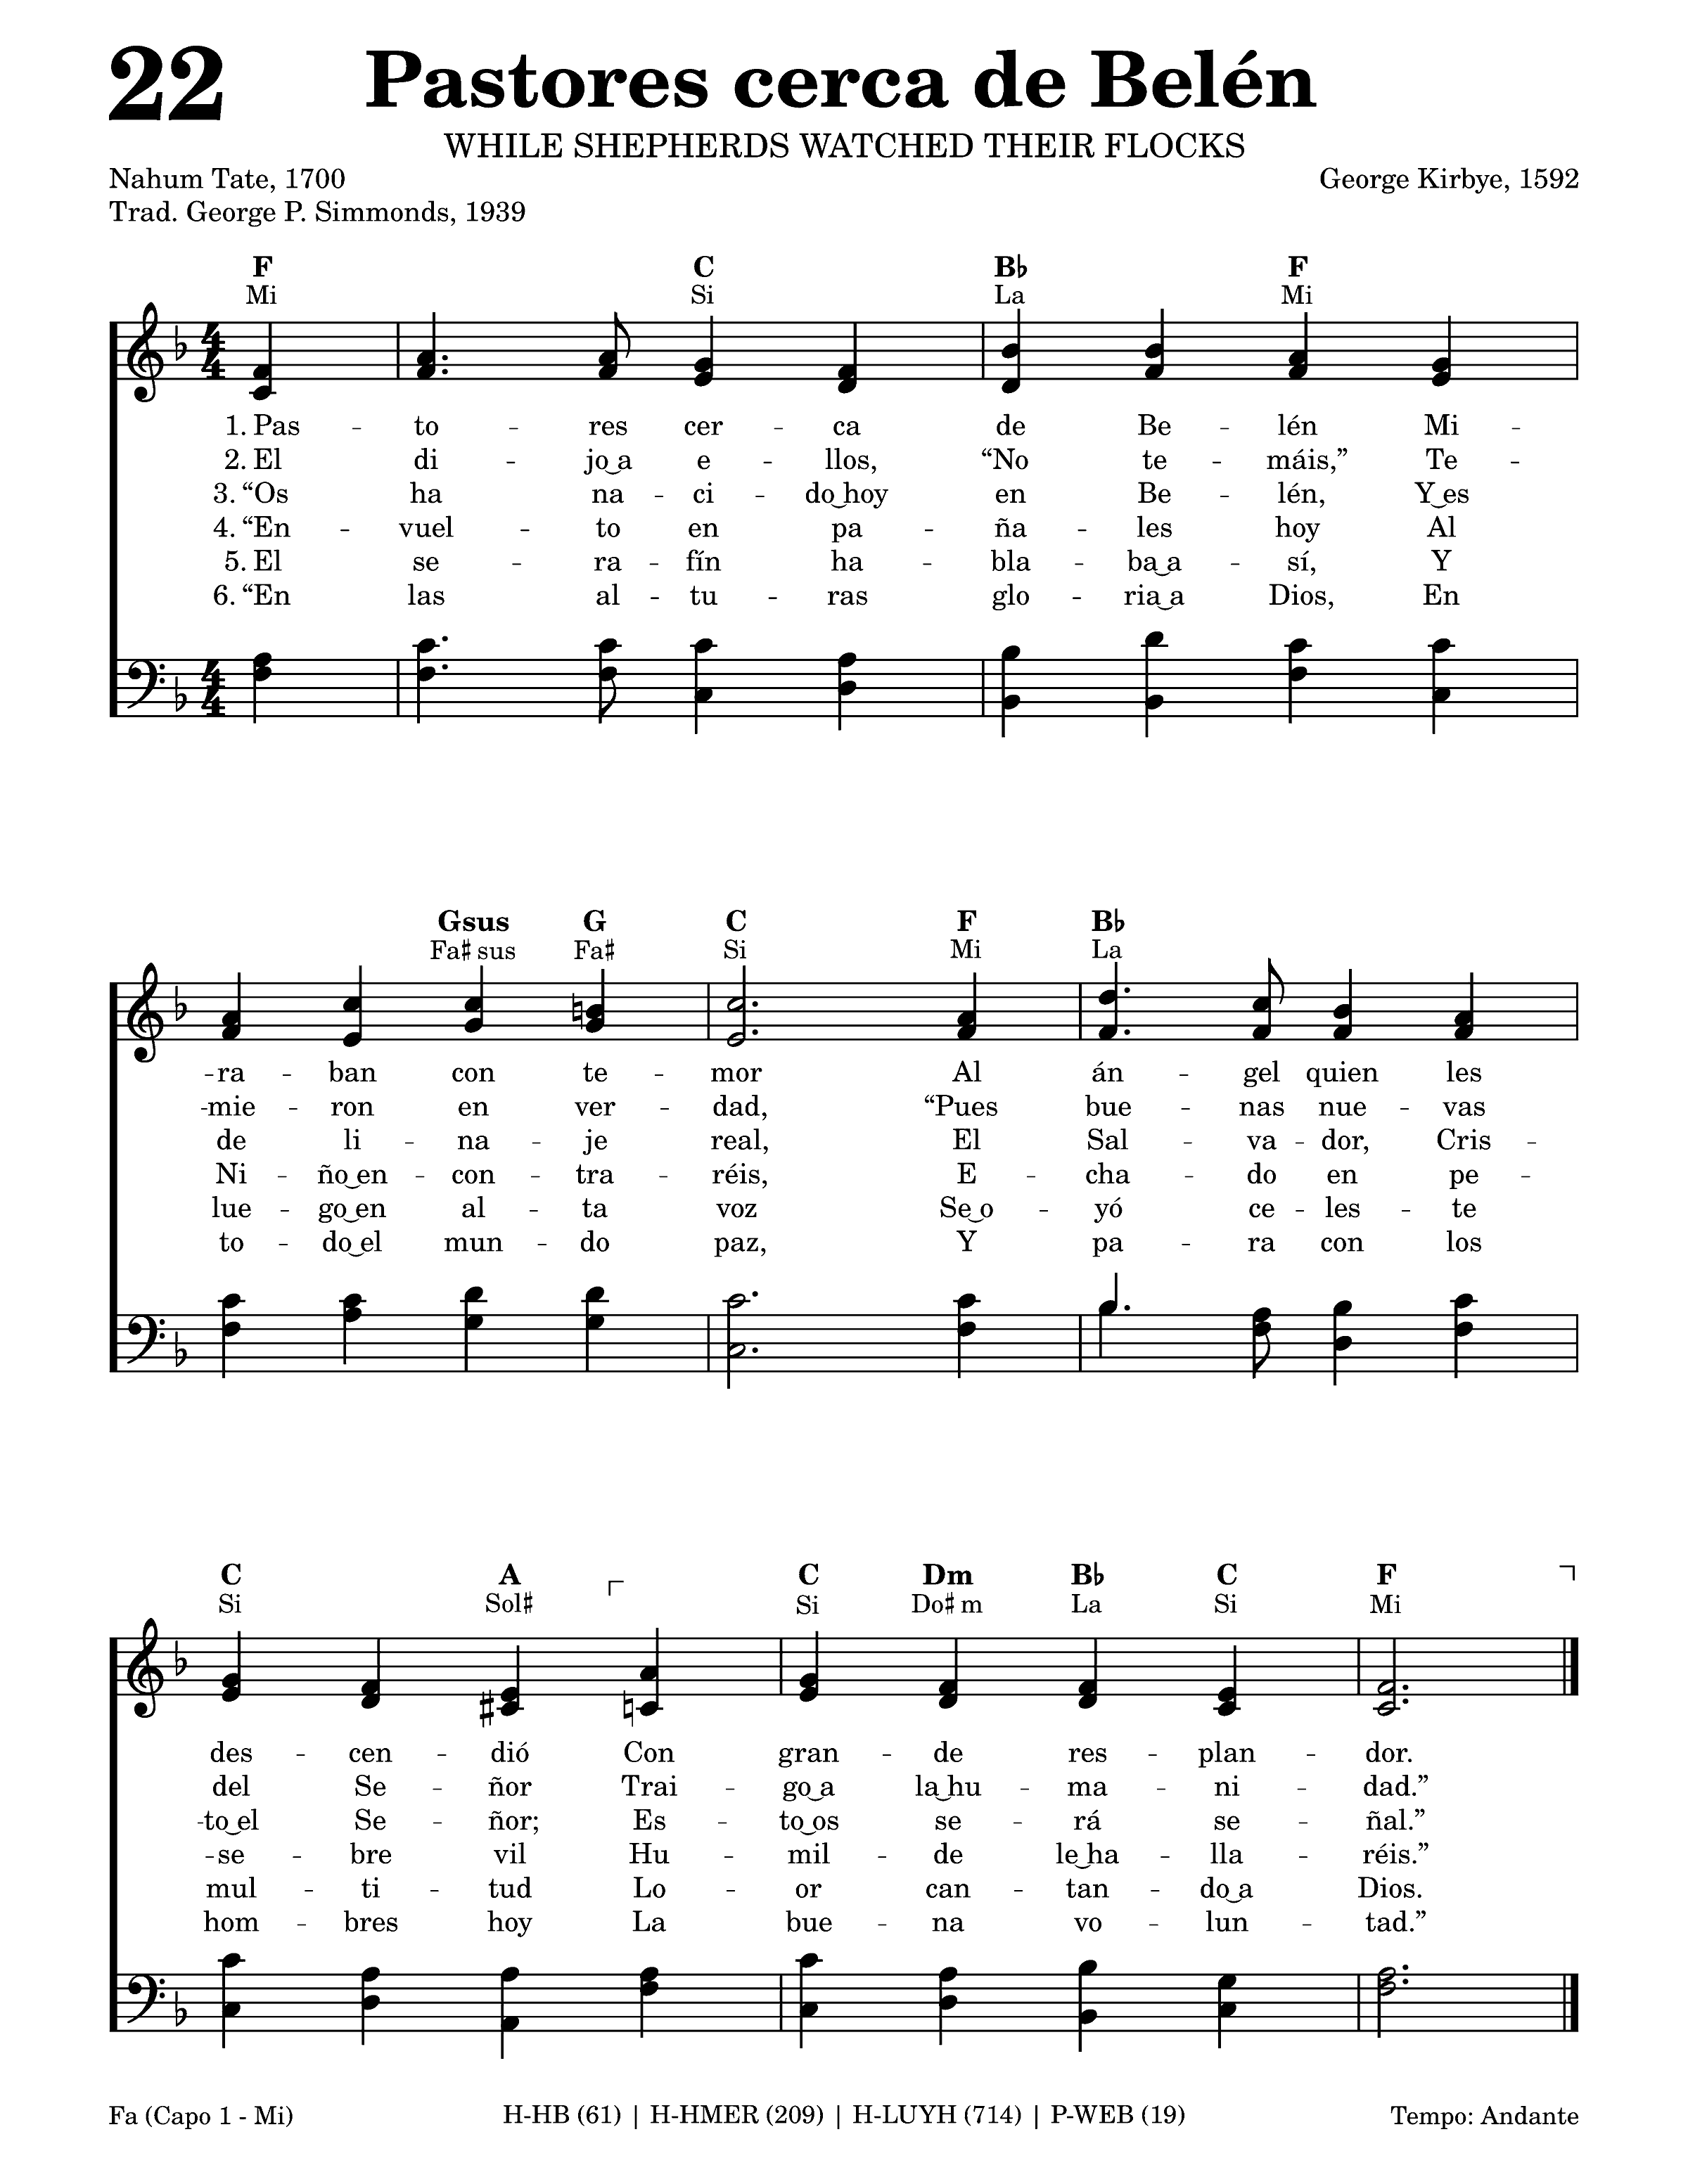 22
Pastores cerca de Belén
WHILE SHEPHERDS WATCHED THEIR FLOCKS
Nahum Tate, 1700 George Kirbye, 1592
Trad. George P. Simmonds, 1939
F C B♭ F
Mi Si La Mi
1. Pas - to - res cer - ca de Be - lén Mi -
2. El di - jo‿a e - llos, “No te - máis,” Te -
3. “Os ha na - ci - do‿hoy en Be - lén, Y‿es
4. “En - vuel - to en pa - ña - les hoy Al
5. El se - ra - fín ha - bla - ba‿a - sí, Y
6. “En las al - tu - ras glo - ria‿a Dios, En
Gsus G C F B♭
Fa♯ sus Fa♯ Si Mi La
- ra - ban con te - mor Al án - gel quien les
- mie - ron en ver - dad, “Pues bue - nas nue - vas
de li - na - je real, El Sal - va - dor, Cris -
Ni - ño‿en - con - tra - réis, E - cha - do en pe -
lue - go‿en al - ta voz Se‿o - yó ce - les - te
to - do‿el mun - do paz, Y pa - ra con los
C A C Dm B♭ C F
Si Sol♯ Si Do♯ m La Si Mi
des - cen - dió Con gran - de res - plan - dor.
del Se - ñor Trai - go‿a la‿hu - ma - ni - dad.”
- to‿el Se - ñor; Es - to‿os se - rá se - ñal.”
- se - bre vil Hu - mil - de le‿ha - lla - réis.”
mul - ti - tud Lo - or can - tan - do‿a Dios.
hom - bres hoy La bue - na vo - lun - tad.”
Fa (Capo 1 - Mi) H-HB (61) | H-HMER (209) | H-LUYH (714) | P-WEB (19) Tempo: Andante